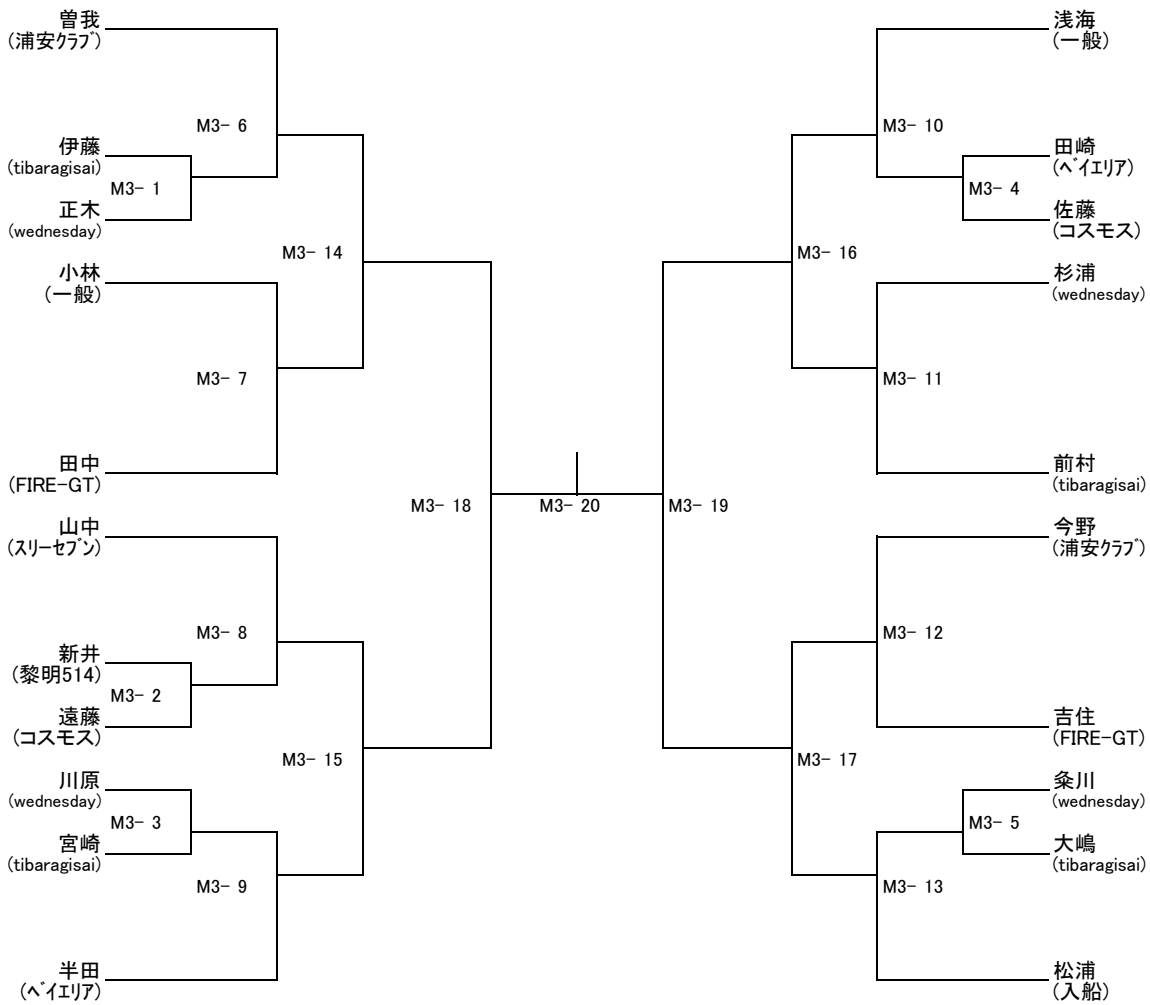 曽我
(浦安ｸﾗﾌﾞ)
M3- 6
伊藤
(tibaragisai)
M3- 1
正木
(wednesday)
M3- 14
小林
(一般)
M3- 7
田中
(FIRE-GT)
M3- 18
山中
(ｽﾘｰｾﾌﾞﾝ)
M3- 8
新井
(黎明514)
M3- 2
遠藤
(コスモス)
M3- 15
川原
(wednesday)
M3- 3
宮崎
(tibaragisai)
M3- 9
半田
(ﾍﾞｲｴﾘｱ)
M3- 20
浅海
(一般)
M3- 10
田崎
(ﾍﾞｲｴﾘｱ)
M3- 4
佐藤
(コスモス)
M3- 16
杉浦
(wednesday)
M3- 11
前村
(tibaragisai)
M3- 19
今野
(浦安ｸﾗﾌﾞ)
M3- 12
吉住
(FIRE-GT)
M3- 17
粂川
(wednesday)
M3- 5
大嶋
(tibaragisai)
M3- 13
松浦
(入船)